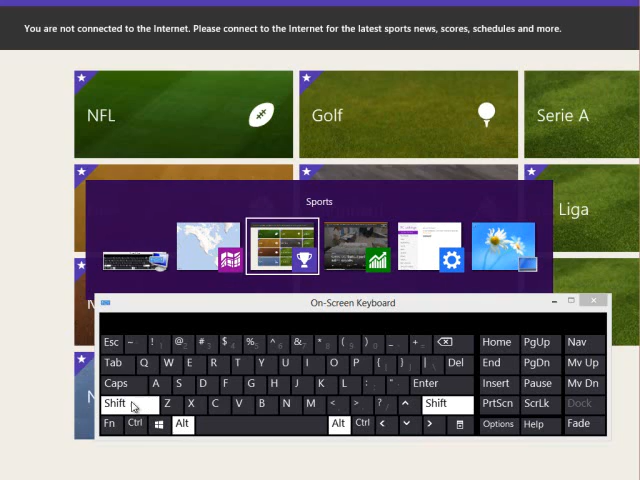 You are not connected to the Internet. Please connect to the Internet for the latest sports news, scores, schedules and more.
NFL
Golf
Serie A
Liga
Sports
On-Screen Keyboard
Esc ~ ` ! 1 @ 2 # 3 $ 4 % 5 ^ 6 & 7 * 8 ( 9 ) 0 _ - + = Home PgUp Nav
Tab Q W E R T Y U I O P { [ } ] | \ Del End PgDn Mv Up
Caps A S D F G H J K L : ; " ' Enter Insert Pause Mv Dn
Shift Z X C V B N M < , > . ? / Shift PrtScn ScrLk Dock
Fn Ctrl Alt Alt Ctrl Options Help Fade